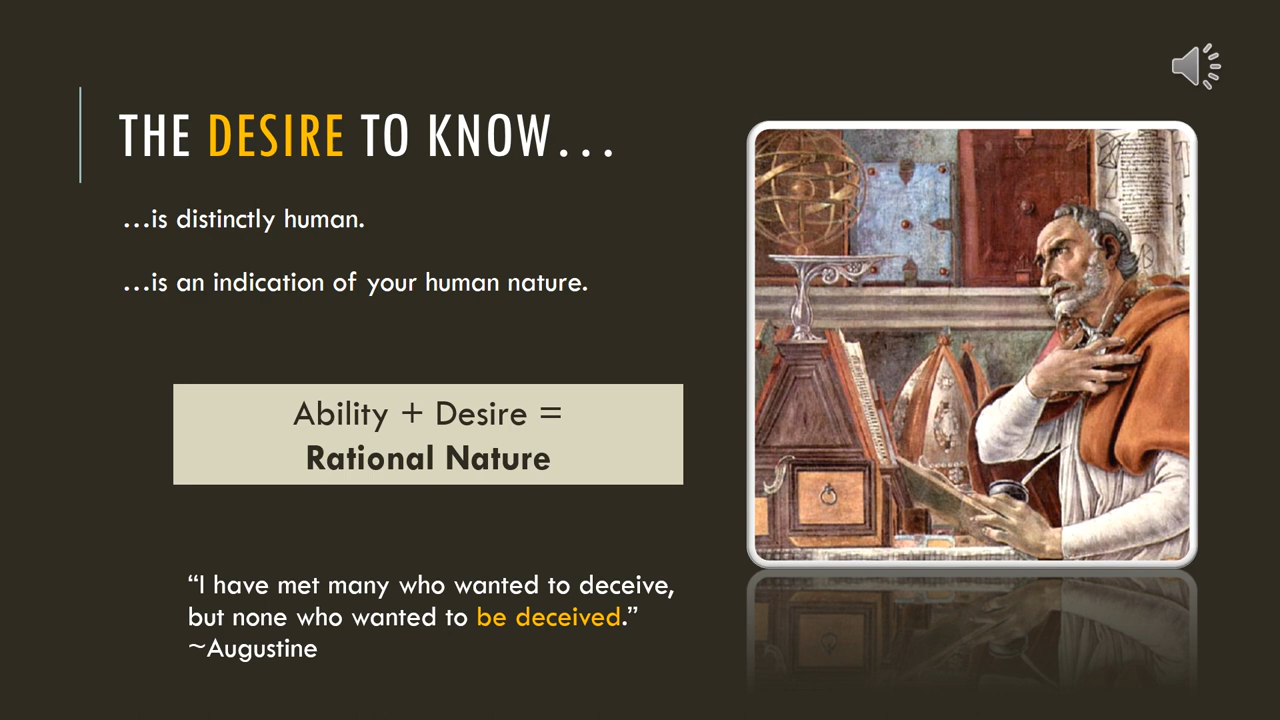 THE DESIRE TO KNOW...
...is distinctly human.
...is an indication of your human nature.
Ability + Desire =
Rational Nature
“I have met many who wanted to deceive,
but none who wanted to be deceived.”
~Augustine